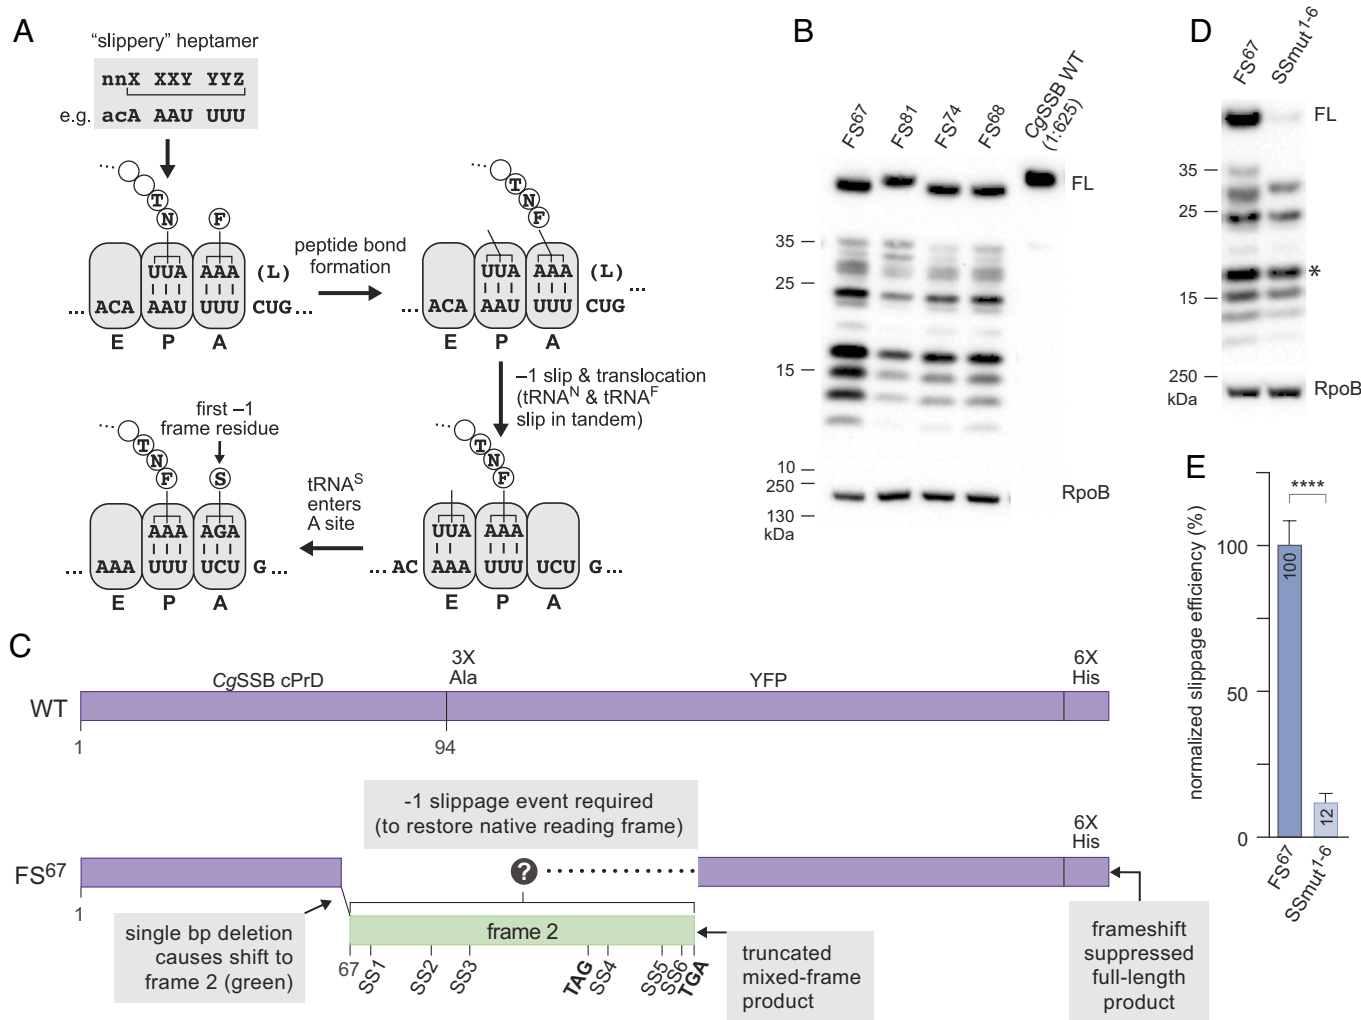 A
"slippery" heptamer
nnX XXY YYZ
e.g. acA AAU UUU
...
T
N
F
UUA AAA (L)
... ACA AAU UUU CUG ...
E P A
peptide bond
formation
...
T
N
F
UUA AAA (L)
... ACA AAU UUU CUG ...
E P A
–1 slip & translocation
(tRNAN & tRNAF
slip in tandem)
...
T
N
F
UUA AAA
... AC AAA UUU UCU G...
E P A
tRNAS
enters
A site
first –1
frame residue
...
T
N
F S
AAA AGA
... AAA UUU UCU G...
E P A
B
FS67 FS81 FS74 FS68 CgSSB WT (1:625)
FL
35
25
15
10
250
130
kDa
RpoB
C
WT
CgSSB cPrD
3X
Ala
YFP
6X
His
1
94
-1 slippage event required
(to restore native reading frame)
FS67
?
6X
His
1
single bp deletion
causes shift to
frame 2 (green)
frame 2
67 SS1 SS2 SS3 TAG SS4 SS5 SS6 TGA
truncated
mixed-frame
product
frameshift
suppressed
full-length
product
D
FS67 SSmut1-6
FL
35
25
*
15
250
kDa
RpoB
E
normalized slippage efficiency (%)
****
100
50
0
100
12
FS67 SSmut1-6